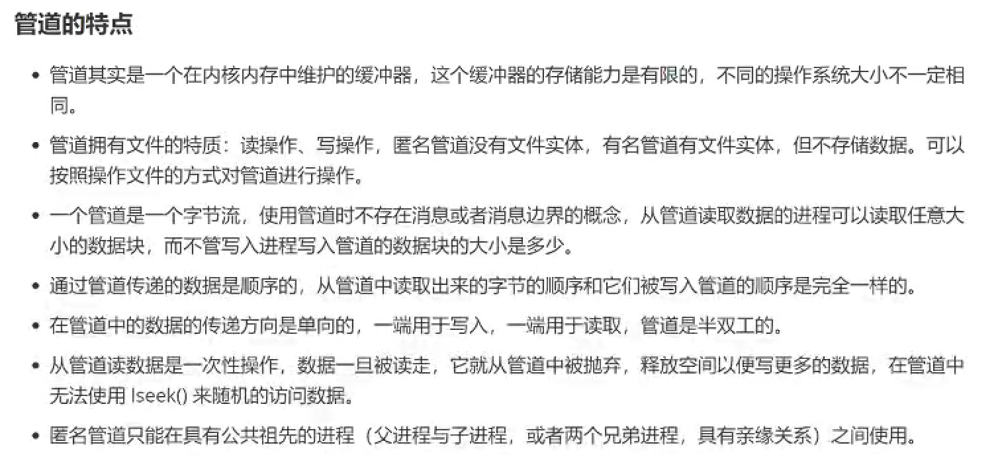 管道的特点
• 管道其实是一个在内核内存中维护的缓冲器，这个缓冲器的存储能力是有限的，不同的操作系统大小不一定相
同。
• 管道拥有文件的特质：读操作、写操作，匿名管道没有文件实体，有名管道有文件实体，但不存储数据。可以
按照操作文件的方式对管道进行操作。
• 一个管道是一个字节流，使用管道时不存在消息或者消息边界的概念，从管道读取数据的进程可以读取任意大
小的数据块，而不管写入进程写入管道的数据块的大小是多少。
• 通过管道传递的数据是顺序的，从管道中读取出来的字节的顺序和它们被写入管道的顺序是完全一样的。
• 在管道中的数据的传递方向是单向的，一端用于写入，一端用于读取，管道是半双工的。
• 从管道读数据是一次性操作，数据一旦被读走，它就从管道中被抛弃，释放空间以便写更多的数据，在管道中
无法使用 lseek() 来随机的访问数据。
• 匿名管道只能在具有公共祖先的进程（父进程与子进程，或者两个兄弟进程，具有亲缘关系）之间使用。